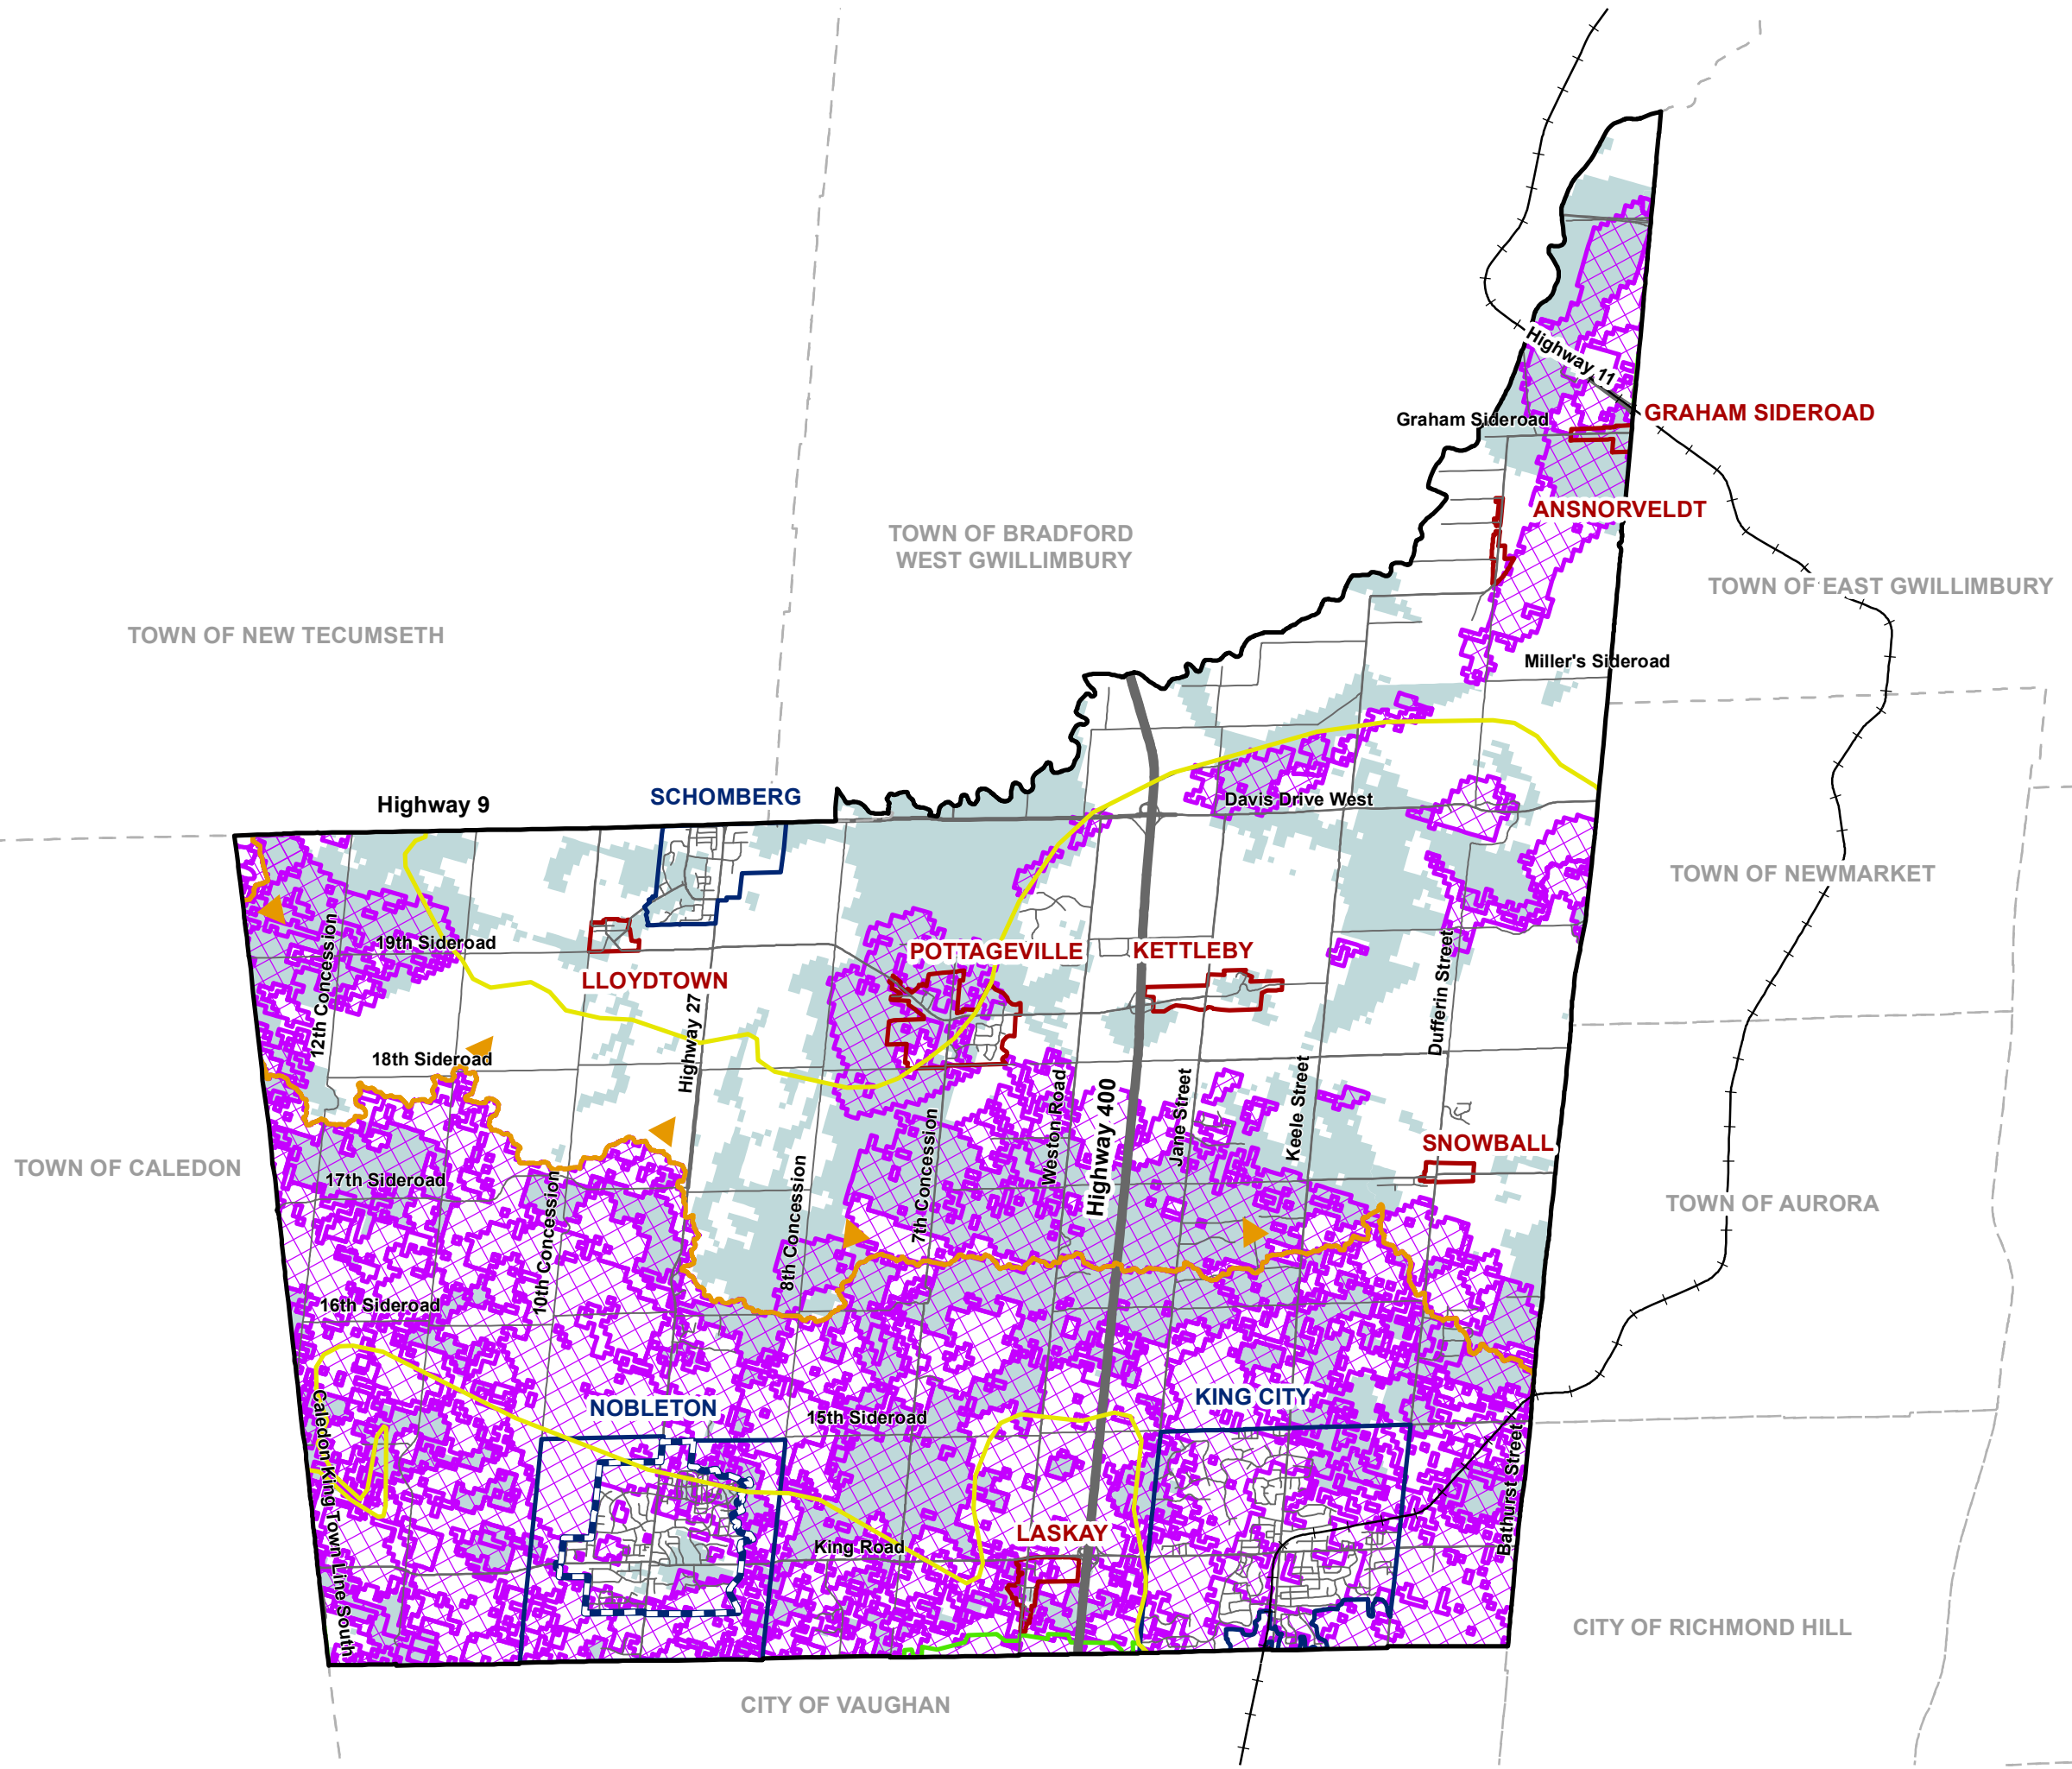 Highway 11
GRAHAM SIDEROAD
Graham Sideroad
ANSNORVELDT
TOWN OF BRADFORD
WEST GWILLIMBURY
TOWN OF EAST GWILLIMBURY
TOWN OF NEW TECUMSETH
Miller's Sideroad
Highway 9
SCHOMBERG
Davis Drive West
TOWN OF NEWMARKET
12th Concession
19th Sideroad
LLOYDTOWN
POTTAGEVILLE
KETTLEBY
Highway 27
Dufferin Street
18th Sideroad
Weston Road
Highway 400
Jane Street
Keele Street
SNOWBALL
TOWN OF CALEDON
17th Sideroad
10th Concession
8th Concession
7th Concession
TOWN OF AURORA
16th Sideroad
Caledon King Town Line South
NOBLETON
15th Sideroad
KING CITY
Bathurst Street
LASKAY
King Road
CITY OF RICHMOND HILL
CITY OF VAUGHAN